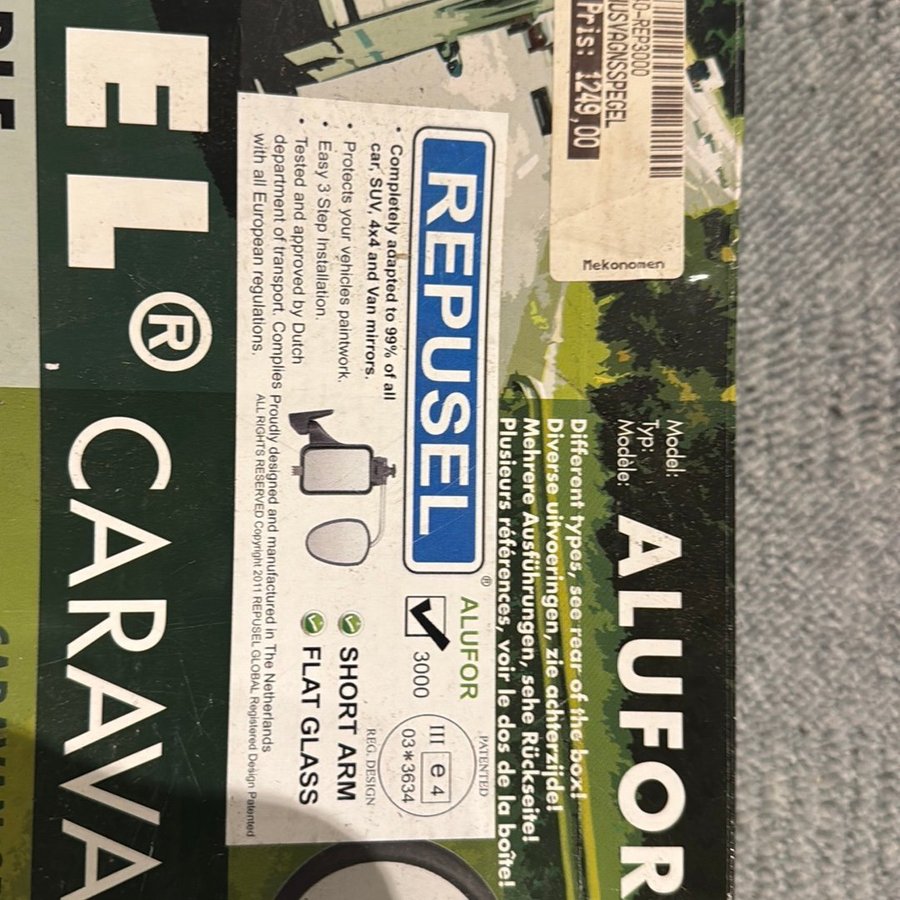 O-REP3000
USVAGNSSPEGEL
Pris: 1249,00
Mekonomen
Model:
Typ:
Modèle:
ALUFOR
Different types, see rear of the box!
Diverse uitvoeringen, zie achterzijde!
Mehrere Ausführungen, sehe Rückseite!
Plusieurs références, voir le dos de la boîte!
REPUSEL®
• Completely adapted to 99% of all
car, SUV, 4x4 and Van mirrors.
• Protects your vehicles paintwork.
• Easy 3 Step Installation.
• Tested and approved by Dutch
department of transport. Complies
with all European regulations.
ALUFOR
3000
PATENTED
III e 4
03*3634
REG. DESIGN
SHORT ARM
FLAT GLASS
Proudly designed and manufactured in The Netherlands
ALL RIGHTS RESERVED Copyright 2011 REPUSEL GLOBAL Registered Design Patented
EL® CARAVA